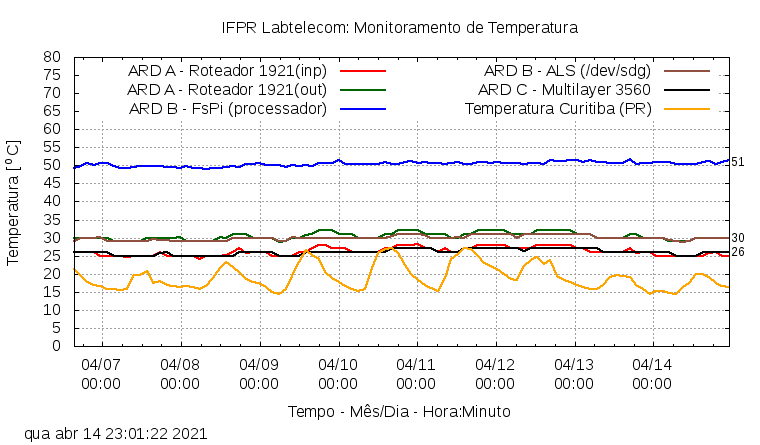 IFPR Labtelecom: Monitoramento de Temperatura
ARD A - Roteador 1921(inp)
ARD A - Roteador 1921(out)
ARD B - FsPi (processador)
ARD B - ALS (/dev/sdg)
ARD C - Multilayer 3560
Temperatura Curitiba (PR)
Temperatura [ºC]
80
75
70
65
60
55
50
45
40
35
30
25
20
15
10
5
0
51
30
26
04/07 04/08 04/09 04/10 04/11 04/12 04/13 04/14
00:00 00:00 00:00 00:00 00:00 00:00 00:00 00:00
Tempo - Mês/Dia - Hora:Minuto
qua abr 14 23:01:22 2021